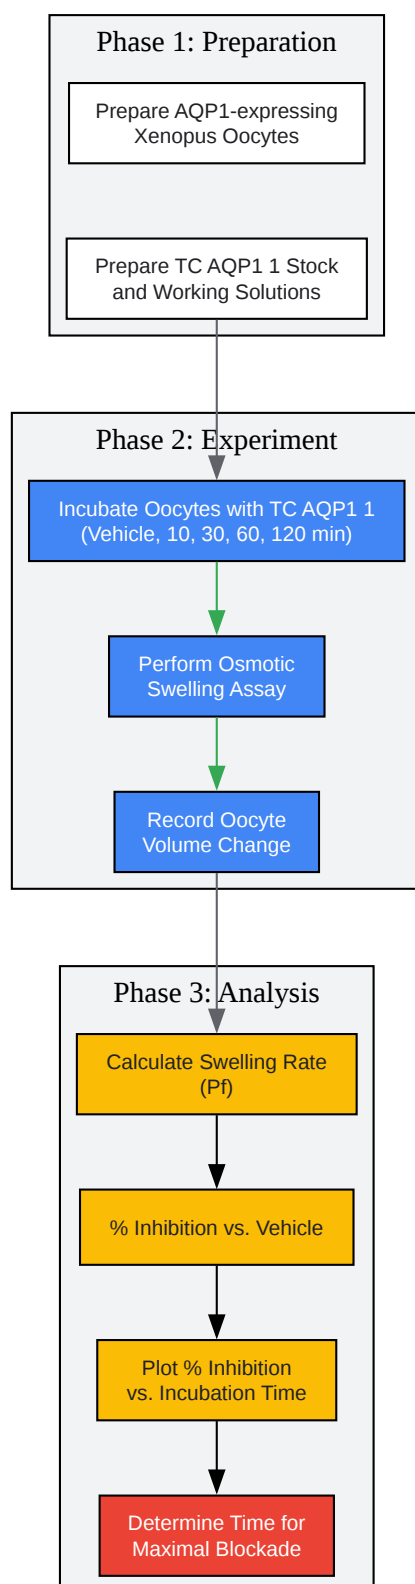 Phase 1: Preparation
Prepare AQP1-expressing
Xenopus Oocytes
Prepare TC AQP1 1 Stock
and Working Solutions
Phase 2: Experiment
Incubate Oocytes with TC AQP1 1
(Vehicle, 10, 30, 60, 120 min)
Perform Osmotic
Swelling Assay
Record Oocyte
Volume Change
Phase 3: Analysis
Calculate Swelling Rate
(Pf)
% Inhibition vs. Vehicle
Plot % Inhibition
vs. Incubation Time
Determine Time for
Maximal Blockade